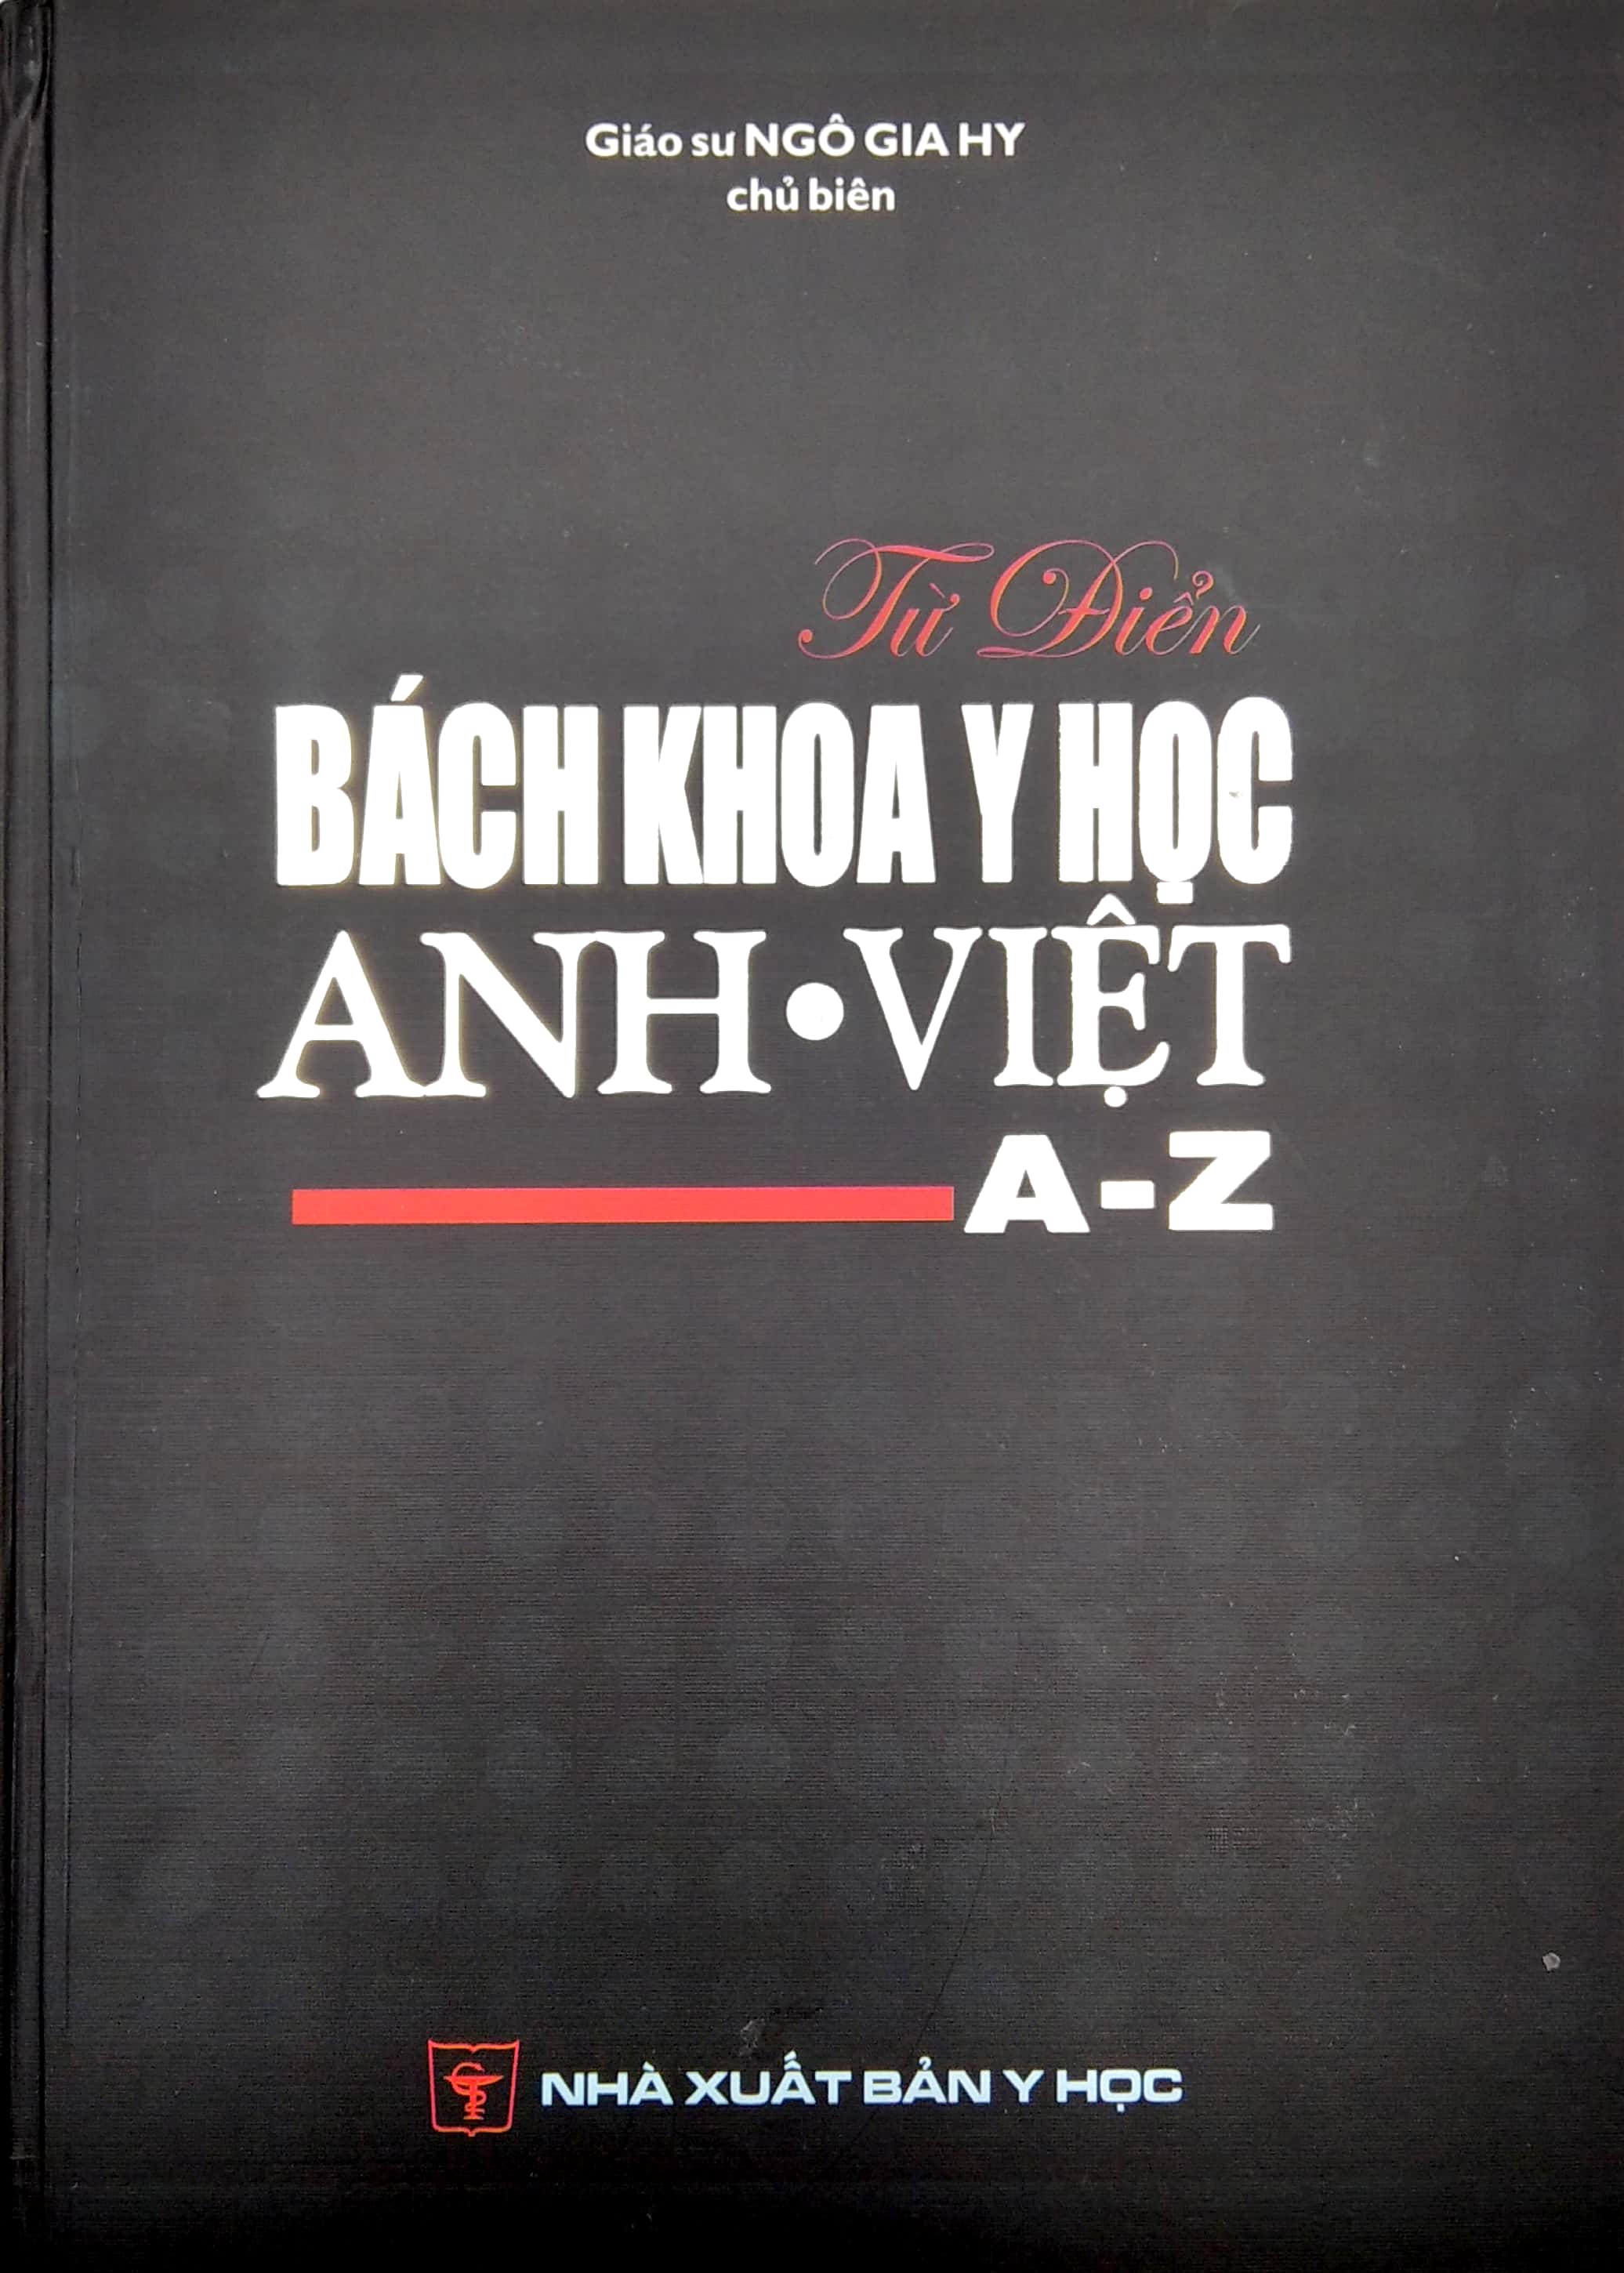 Giáo sư NGÔ GIA HY
chủ biên
Từ Điển
BÁCH KHOA Y HỌC
ANH•VIỆT
A-Z
NHÀ XUẤT BẢN Y HỌC